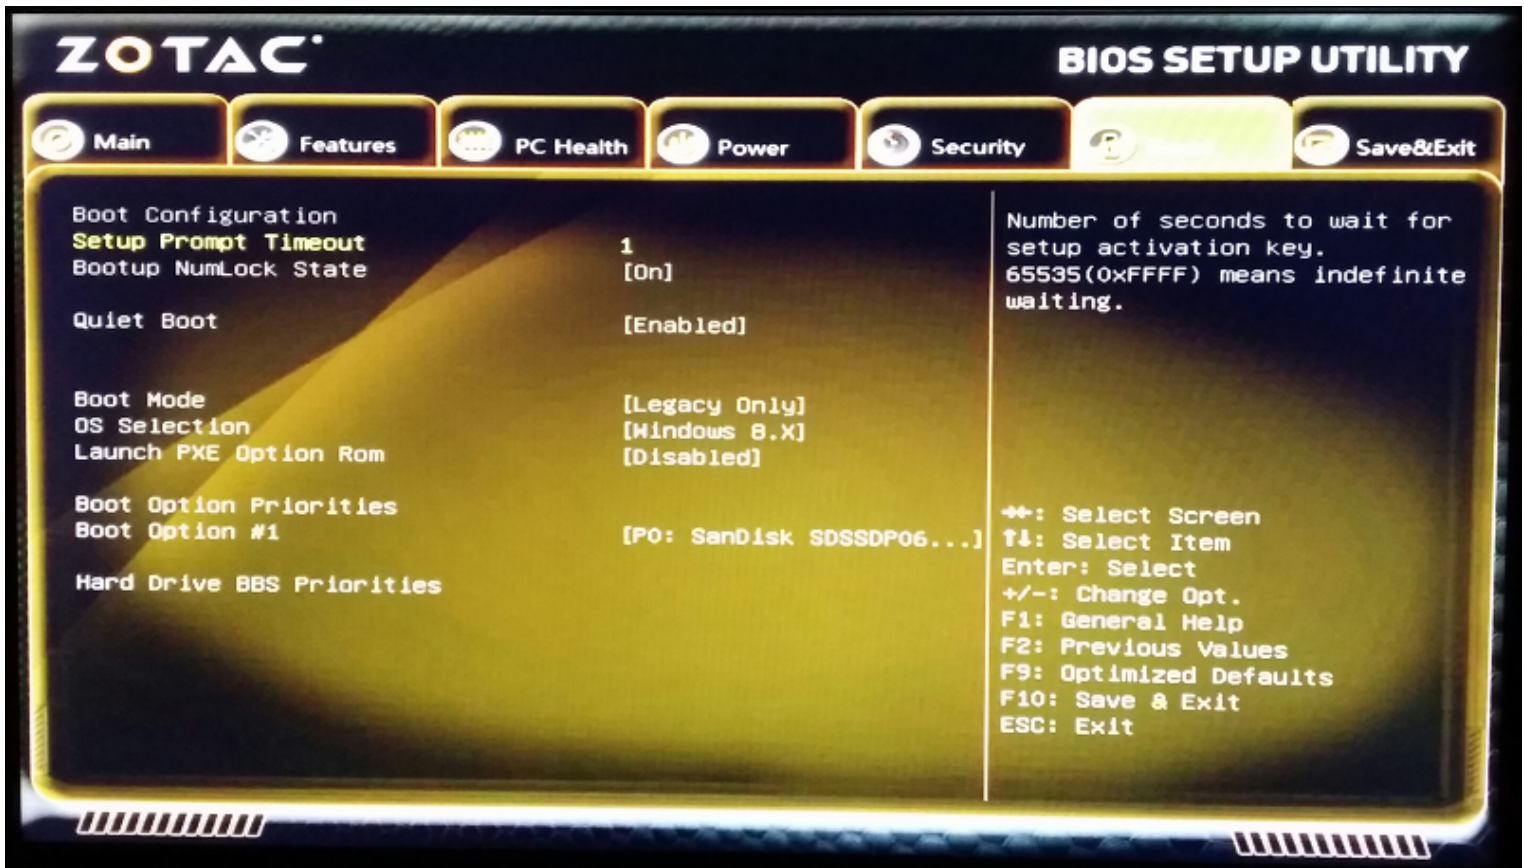 ZOTAC
BIOS SETUP UTILITY
Main
Features
PC Health
Power
Security
Save&Exit
Boot Configuration
Setup Prompt Timeout 1
Bootup NumLock State [On]
Quiet Boot [Enabled]
Boot Mode [Legacy Only]
OS Selection [Windows 8.X]
Launch PXE Option Rom [Disabled]
Boot Option Priorities
Boot Option #1 [P0: SanDisk SDSSDP06...]
Hard Drive BBS Priorities
Number of seconds to wait for
setup activation key.
65535(0xFFFF) means indefinite
waiting.
→←: Select Screen
↑↓: Select Item
Enter: Select
+/-: Change Opt.
F1: General Help
F2: Previous Values
F9: Optimized Defaults
F10: Save & Exit
ESC: Exit